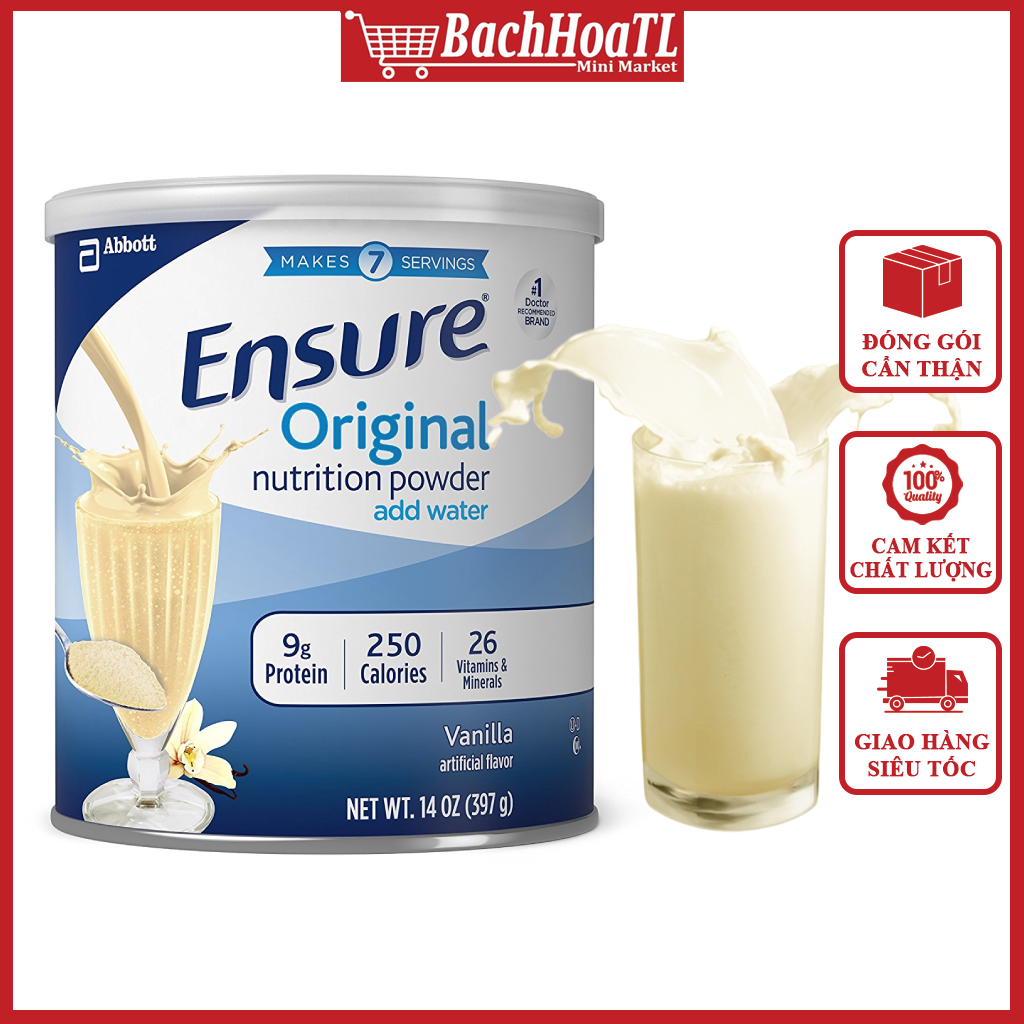 BachHoaTL
Mini Market
Abbott
MAKES 7 SERVINGS
#1
Doctor
RECOMMENDED
BRAND
Ensure®
Original
nutrition powder
add water
9g
Protein
250
Calories
26
Vitamins &
Minerals
Vanilla
artificial flavor
NET WT. 14 OZ (397 g)
ĐÓNG GÓI
CẨN THẬN
100%
Quality
CAM KẾT
CHẤT LƯỢNG
GIAO HÀNG
SIÊU TỐC